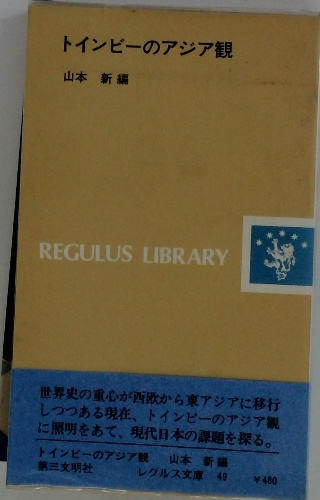 トインビーのアジア観
山本 新編
REGULUS LIBRARY
世界史の重心が西欧から東アジアに移行
しつつある現在、トインビーのアジア観
に照明をあて、現代日本の課題を探る。
トインビーのアジア観 山本 新編
第三文明社 レグルス文庫 49 ¥480